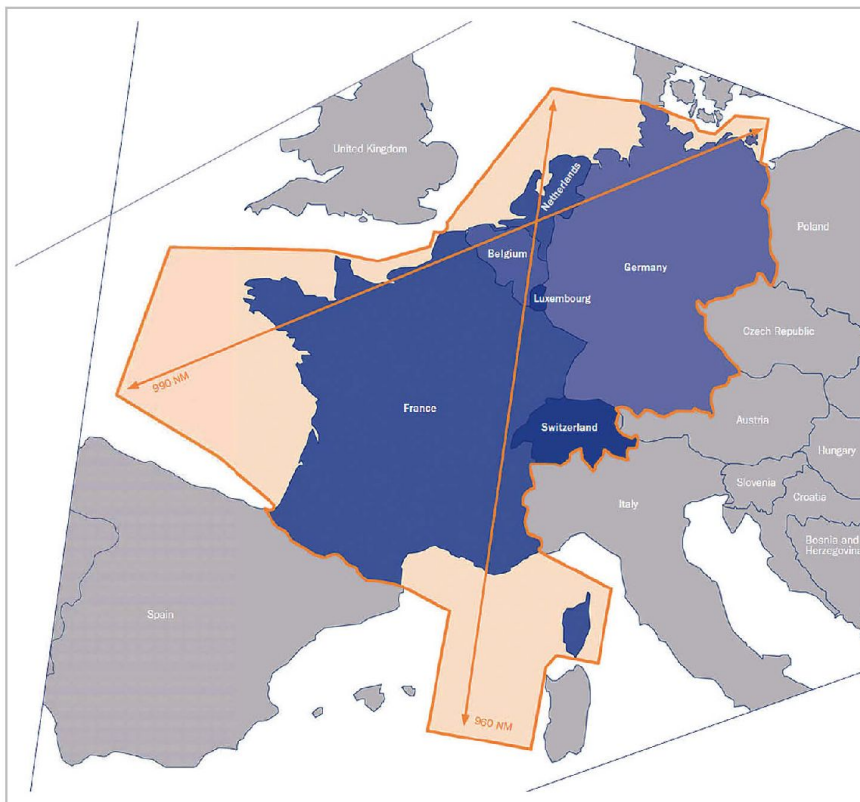 United Kingdom
Netherlands
Poland
Belgium
Germany
Luxembourg
Czech Republic
990 NM
France
Switzerland
Austria
Hungary
Slovenia
Croatia
Italy
Bosnia and
Herzegovina
Spain
960 NM